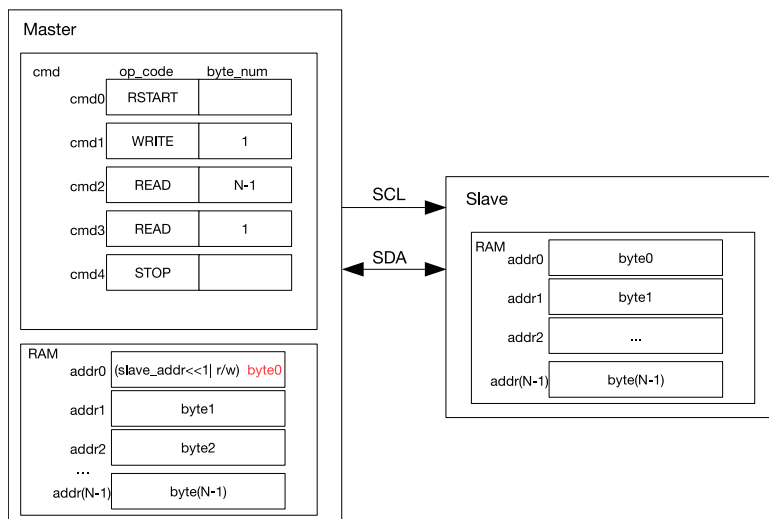 Master
cmd op_code byte_num
cmd0 RSTART
cmd1 WRITE 1
cmd2 READ N-1
cmd3 READ 1
cmd4 STOP
RAM
addr0 (slave_addr<<1| r/w) byte0
addr1 byte1
addr2 byte2
...
addr(N-1) byte(N-1)
SCL
SDA
Slave
RAM
addr0 byte0
addr1 byte1
addr2 ...
addr(N-1) byte(N-1)